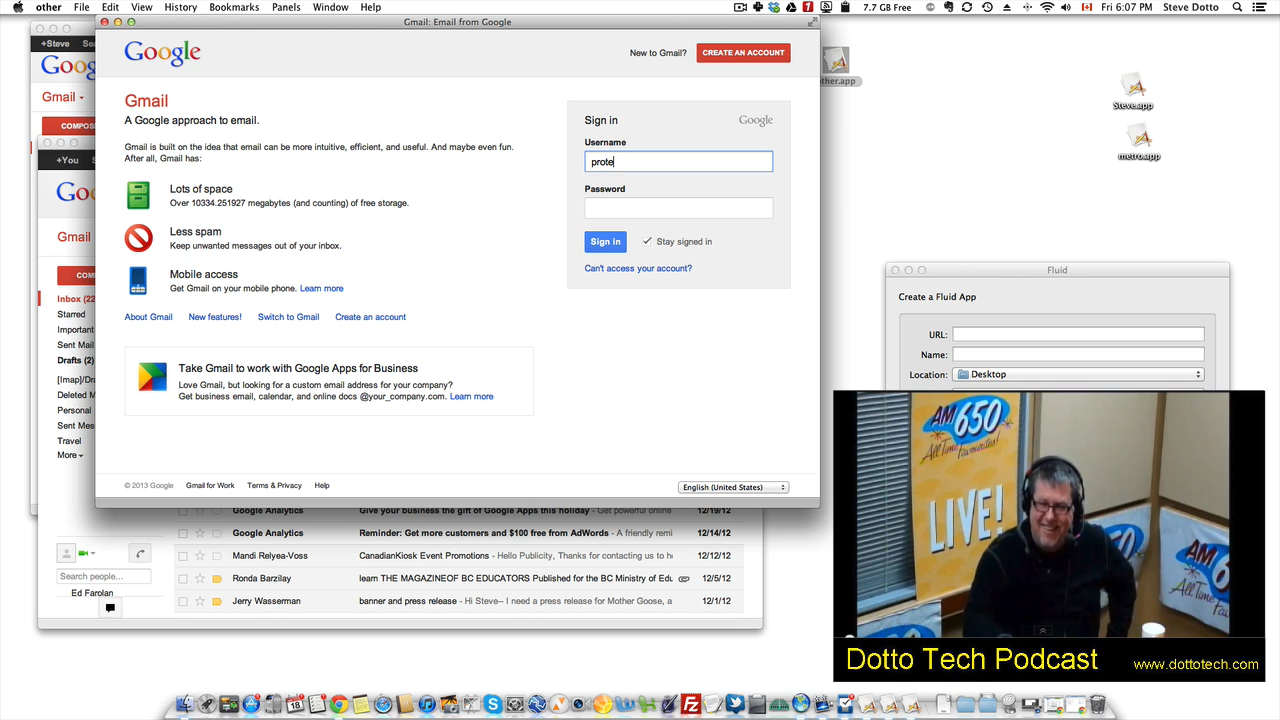 other File Edit View History Bookmarks Panels Window Help
7.7 GB Free Fri 6:07 PM Steve Dotto
Gmail: Email from Google
+Steve
Gmail
+You
Gmail
Inbox (22
Starred
Important
Sent Mail
Drafts (2)
[Imap]/Dra
Deleted M
Personal
Sent Mes
Travel
More
Search people...
Ed Farolan
Google
New to Gmail? CREATE AN ACCOUNT
Gmail
A Google approach to email.
Gmail is built on the idea that email can be more intuitive, efficient, and useful. And maybe even fun.
After all, Gmail has:
Lots of space
Over 10334.251927 megabytes (and counting) of free storage.
Less spam
Keep unwanted messages out of your inbox.
Mobile access
Get Gmail on your mobile phone. Learn more
About Gmail New features! Switch to Gmail Create an account
Take Gmail to work with Google Apps for Business
Love Gmail, but looking for a custom email address for your company?
Get business email, calendar, and online docs @your_company.com. Learn more
Sign in Google
Username
prote
Password
Sign in Stay signed in
Can't access your account?
© 2013 Google Gmail for Work Terms & Privacy Help
English (United States)
Google Analytics Give your business the gift of Google Apps this holiday - Get powerful online 12/19/12
Google Analytics Reminder: Get more customers and $100 free from AdWords - A friendly remi 12/13/12
Mandi Relyea-Voss CanadianKiosk Event Promotions - Hello Publicity, Thanks for contacting us to h 12/12/12
Ronda Barzilay learn THE MAGAZINEOF BC EDUCATORS Published for the BC Ministry of Edu 12/5/12
Jerry Wasserman banner and press release - Hi Steve-- I need a press release for Mother Goose, a 12/1/12
other.app
Steve.app
metro.app
Fluid
Create a Fluid App
URL:
Name:
Location: Desktop
AM 650
All Time Favourites!
LIVE!
AM 650
Dotto Tech Podcast www.dottotech.com